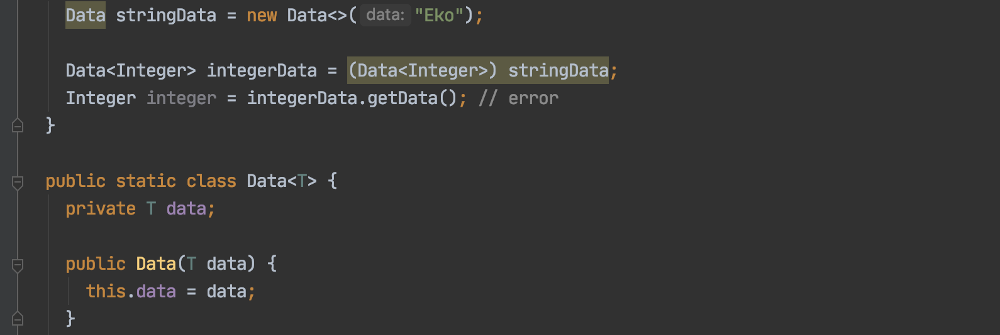 Data stringData = new Data<>( data: "Eko");
Data<Integer> integerData = (Data<Integer>) stringData;
Integer integer = integerData.getData(); // error
}
public static class Data<T> {
private T data;
public Data(T data) {
this.data = data;
}